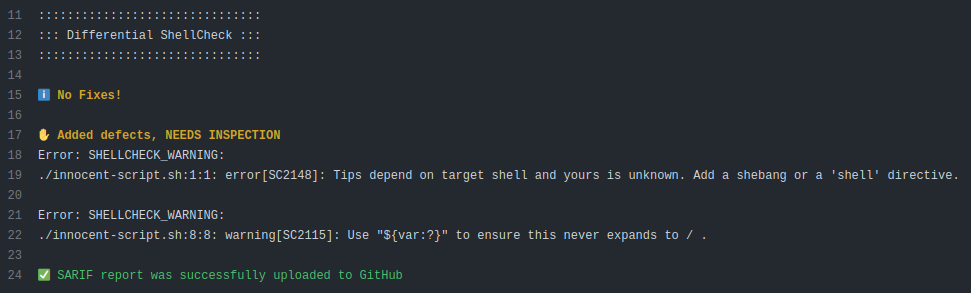 11 :::::::::::::::::::::::::::::::
12 ::: Differential ShellCheck :::
13 :::::::::::::::::::::::::::::::
14
15 ℹ️ No Fixes!
16
17 ✋ Added defects, NEEDS INSPECTION
18 Error: SHELLCHECK_WARNING:
19 ./innocent-script.sh:1:1: error[SC2148]: Tips depend on target shell and yours is unknown. Add a shebang or a 'shell' directive.
20
21 Error: SHELLCHECK_WARNING:
22 ./innocent-script.sh:8:8: warning[SC2115]: Use "${var:?}" to ensure this never expands to / .
23
24 ✅ SARIF report was successfully uploaded to GitHub